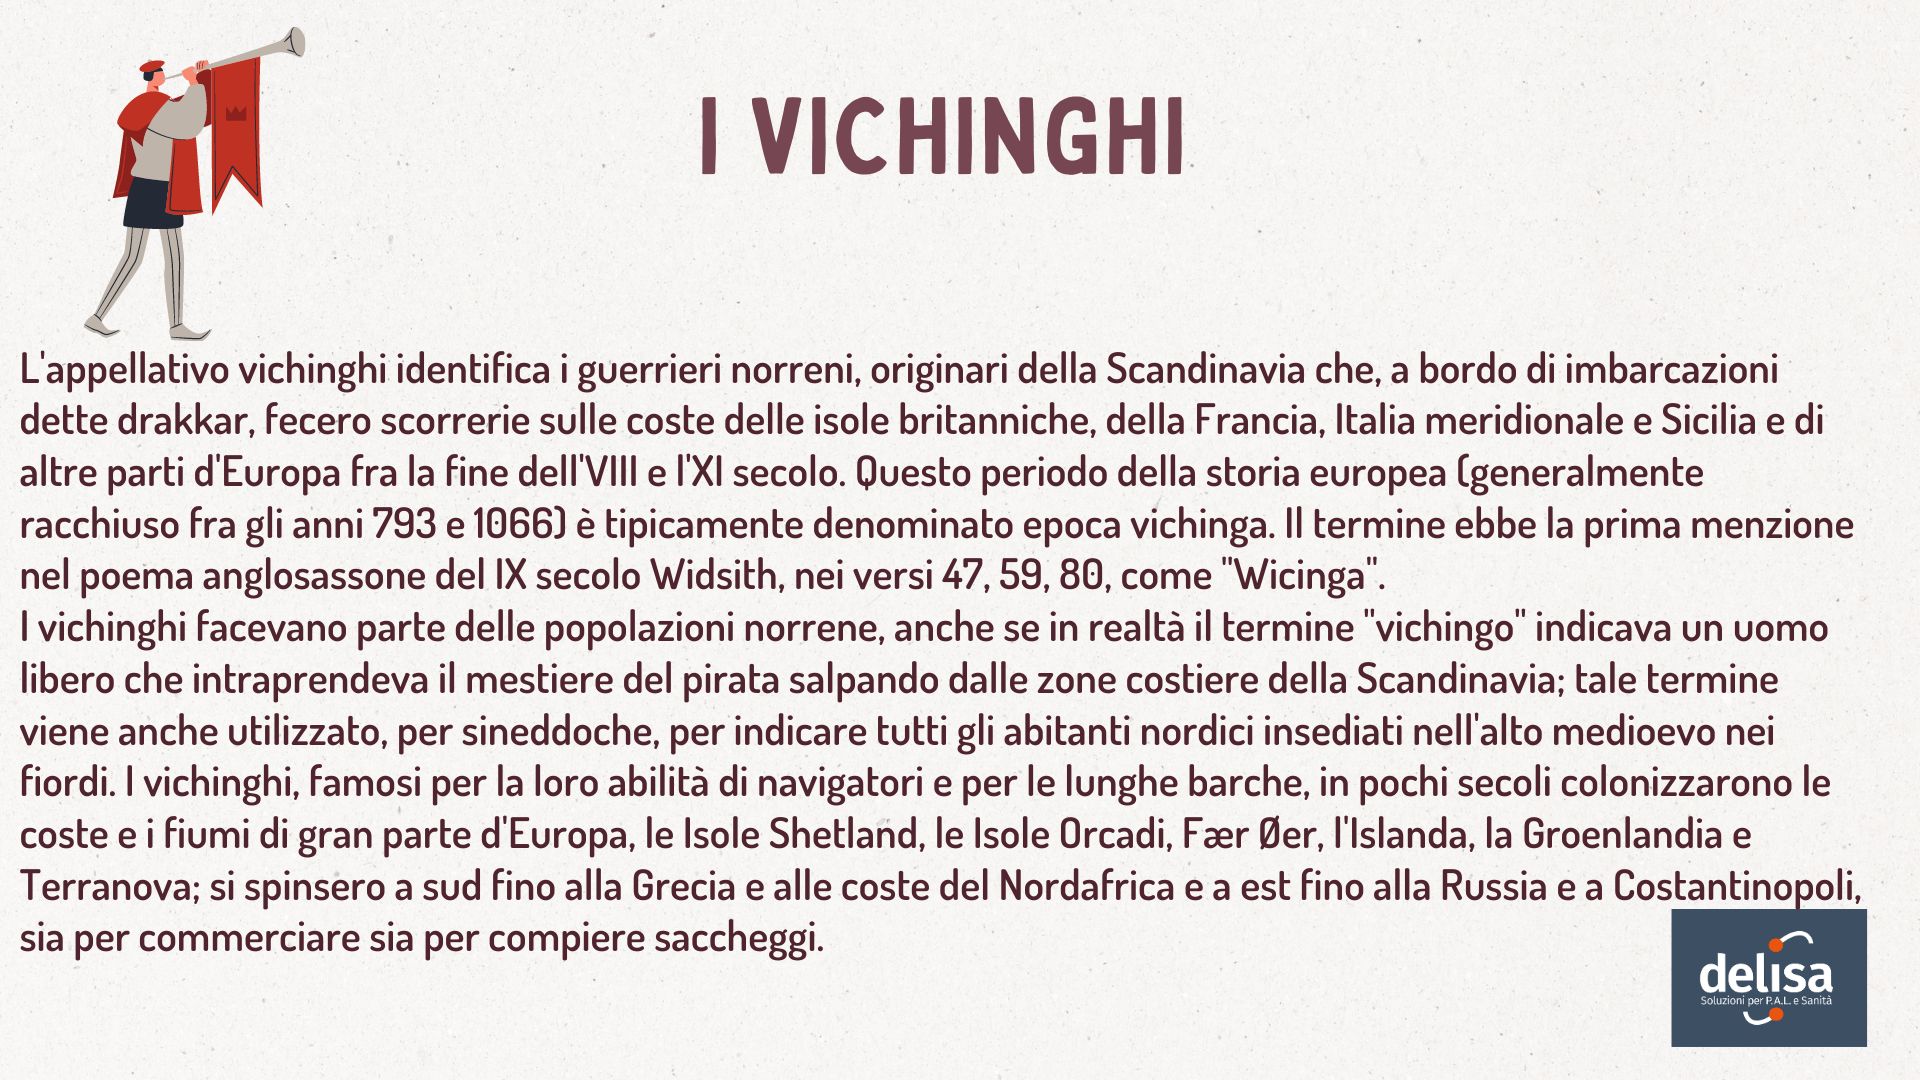 I VICHINGHI
L'appellativo vichinghi identifica i guerrieri norreni, originari della Scandinavia che, a bordo di imbarcazioni
dette drakkar, fecero scorrerie sulle coste delle isole britanniche, della Francia, Italia meridionale e Sicilia e di
altre parti d'Europa fra la fine dell'VIII e l'XI secolo. Questo periodo della storia europea (generalmente
racchiuso fra gli anni 793 e 1066) è tipicamente denominato epoca vichinga. Il termine ebbe la prima menzione
nel poema anglosassone del IX secolo Widsith, nei versi 47, 59, 80, come "Wicinga".
I vichinghi facevano parte delle popolazioni norrene, anche se in realtà il termine "vichingo" indicava un uomo
libero che intraprendeva il mestiere del pirata salpando dalle zone costiere della Scandinavia; tale termine
viene anche utilizzato, per sineddoche, per indicare tutti gli abitanti nordici insediati nell'alto medioevo nei
fiordi. I vichinghi, famosi per la loro abilità di navigatori e per le lunghe barche, in pochi secoli colonizzarono le
coste e i fiumi di gran parte d'Europa, le Isole Shetland, le Isole Orcadi, Fær Øer, l'Islanda, la Groenlandia e
Terranova; si spinsero a sud fino alla Grecia e alle coste del Nordafrica e a est fino alla Russia e a Costantinopoli,
sia per commerciare sia per compiere saccheggi.
delisa
Soluzioni per P.A.L. e Sanità